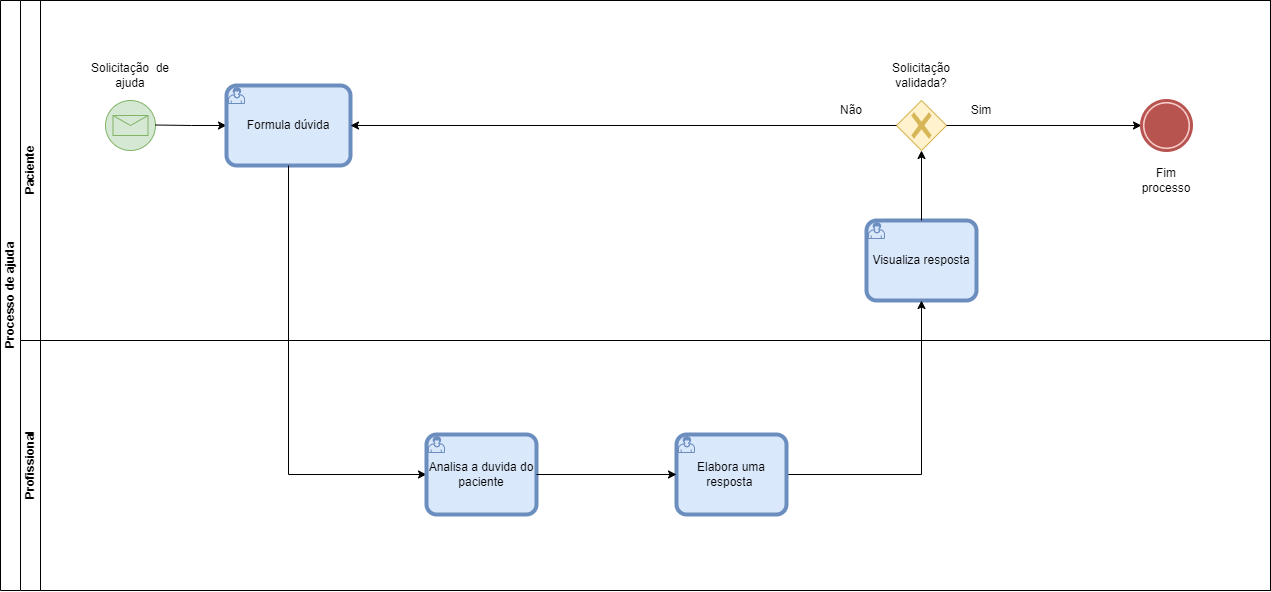 Processo de ajuda
Paciente
Solicitação de
ajuda
Formula dúvida
Solicitação
validada?
Não
Sim
Fim
processo
Visualiza resposta
Profissional
Analisa a duvida do
paciente
Elabora uma
resposta